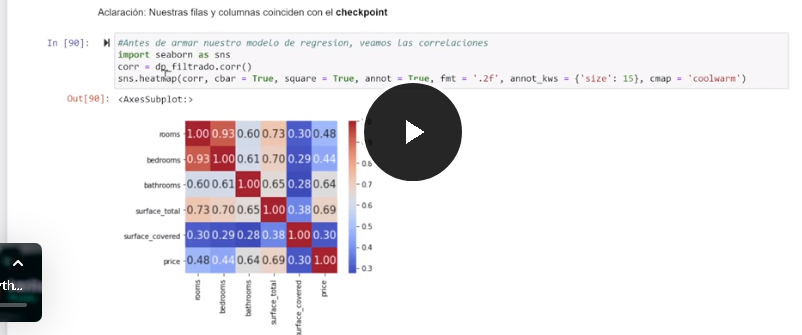 Aclaración: Nuestras filas y columnas coinciden con el checkpoint
In [90]:
#Antes de armar nuestro modelo de regresion, veamos las correlaciones
import seaborn as sns
corr = dp_filtrado.corr()
sns.heatmap(corr, cbar = True, square = True, annot = True, fmt = '.2f', annot_kws = {'size': 15}, cmap = 'coolwarm')
Out[90]: <AxesSubplot:>
rooms 1.00 0.93 0.60 0.73 0.30 0.48
bedrooms 0.93 1.00 0.61 0.70 0.29 0.44
bathrooms 0.60 0.61 1.00 0.65 0.28 0.64
surface_total 0.73 0.70 0.65 1.00 0.38 0.69
surface_covered 0.30 0.29 0.28 0.38 1.00 0.30
price 0.48 0.44 0.64 0.69 0.30 1.00
rooms bedrooms bathrooms surface_total surface_covered price
0.7
0.6
0.5
0.4
0.3
th...